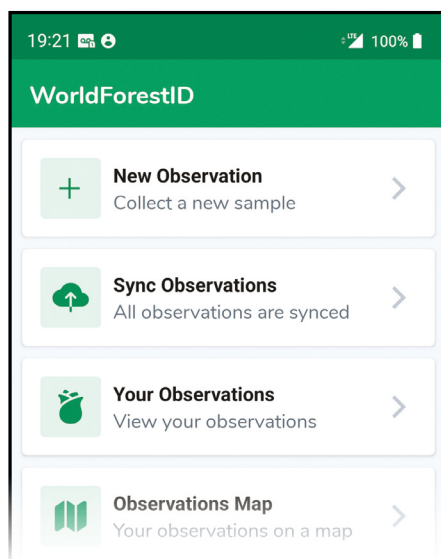 19:21 LTE 100%
WorldForestID
New Observation
Collect a new sample
Sync Observations
All observations are synced
Your Observations
View your observations
Observations Map
Your observations on a map